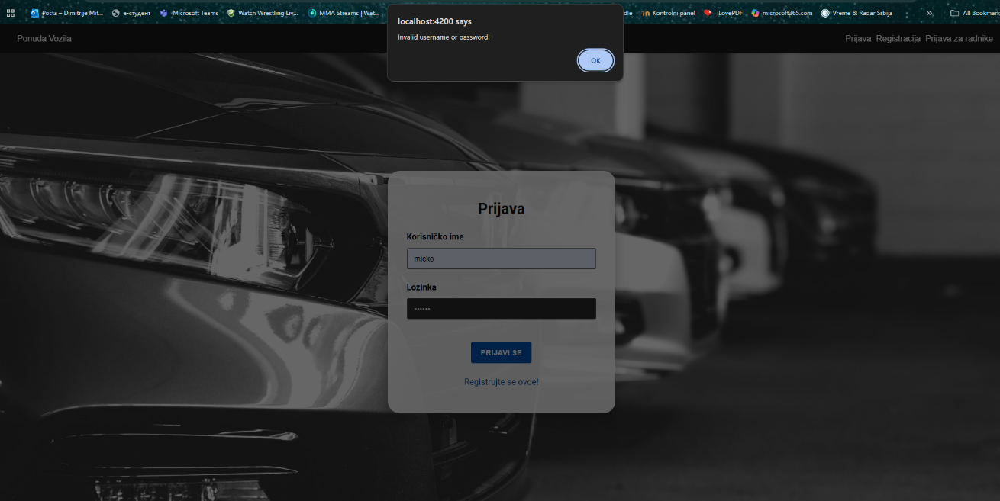 Pošta – Dimitrije Mit...
е-студент
Microsoft Teams
Watch Wrestling Liv...
MMA Streams | Wat...
dle
Kontrolni panel
iLovePDF
microsoft365.com
Vreme & Radar Srbija
»
All Bookmark
localhost:4200 says
Invalid username or password!
OK
Ponuda Vozila
Prijava
Registracija
Prijava za radnike
Prijava
Korisničko ime
micko
Lozinka
------
PRIJAVI SE
Registrujte se ovde!